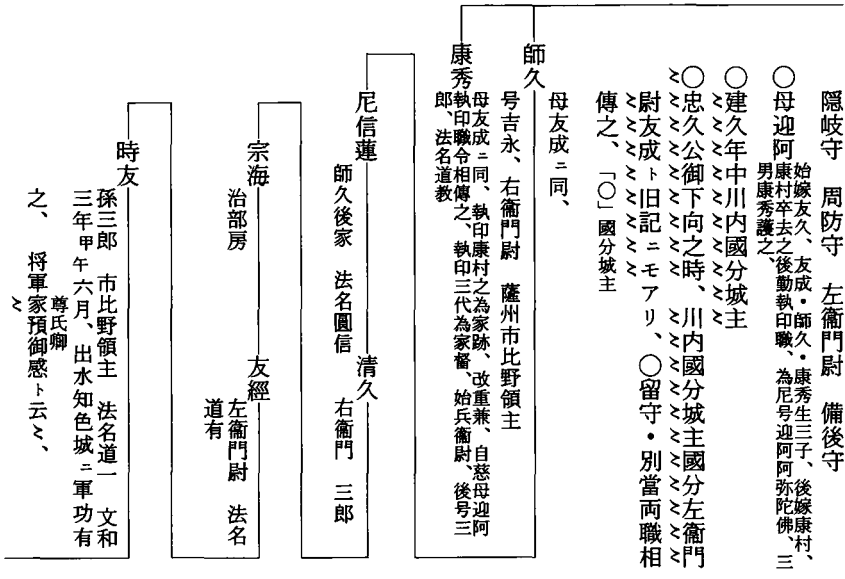 隠岐守　周防守　左衞門尉　備後守
〇母迎阿
始嫁友久、友成・師久・康秀生三子、後嫁康村、
康村卒去之後勤執印職、為尼号迎阿阿弥陀佛、三
男康秀護之、
〇建久年中川内國分城主
〇忠久公御下向之時、川内國分城主國分左衞門
尉友成ト旧記ニモアリ、〇留守・別當両職相
傳之、「〇」國分城主
母友成ニ同、
師久
号吉永、右衞門尉　薩州市比野領主
康秀
母友成ニ同、執印康村之為家跡、改重兼、自慈母迎阿
執印職令相傳之、執印三代為家督、始兵衞尉、後号三
郎、法名道教
尼信蓮
師久後家　法名圓信
清久
右衞門　三郎
宗海
治部房
友經
左衞門尉　法名
道有
時友
孫三郎　市比野領主　法名道一　文和
三年甲午六月、出水知色城ニ軍功有
之、尊氏卿将軍家預御感ト云〻、